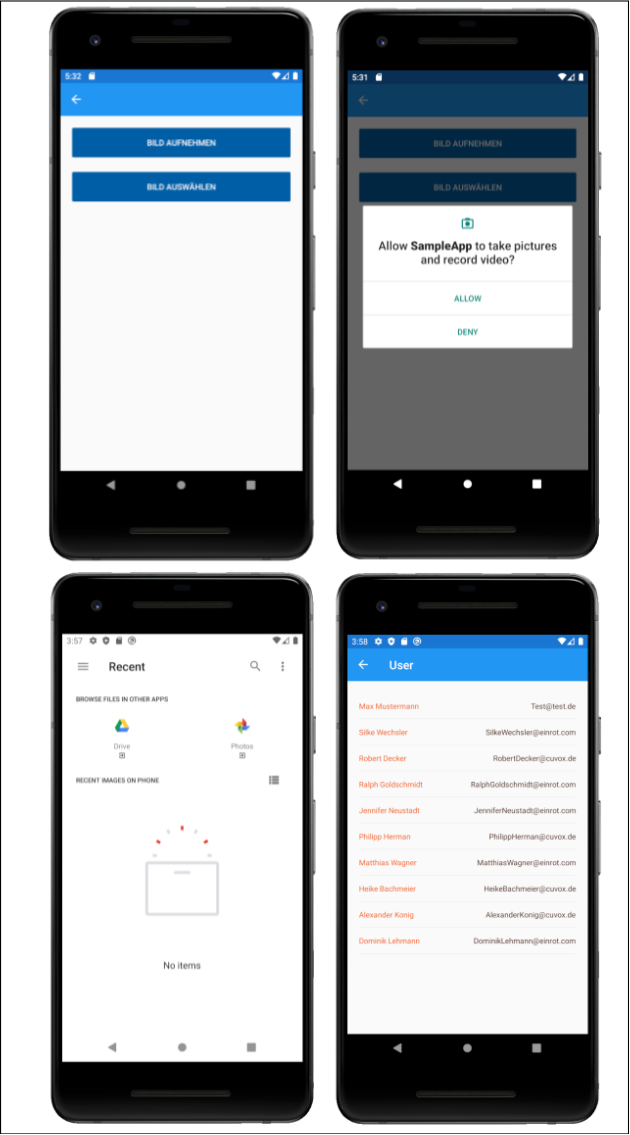 5:32
BILD AUFNEHMEN
BILD AUSWÄHLEN
5:31
BILD AUFNEHMEN
BILD AUSWÄHLEN
Allow SampleApp to take pictures
and record video?
ALLOW
DENY
3:57
Recent
BROWSE FILES IN OTHER APPS
Drive
Photos
RECENT IMAGES ON PHONE
No items
3:58
User
Max Mustermann Test@test.de
Silke Wechsler SilkeWechsler@einrot.com
Robert Decker RobertDecker@cuvox.de
Ralph Goldschmidt RalphGoldschmidt@einrot.com
Jennifer Neustadt JenniferNeustadt@einrot.com
Philipp Herman PhilippHerman@cuvox.de
Matthias Wagner MatthiasWagner@einrot.com
Heike Bachmeier HeikeBachmeier@cuvox.de
Alexander Konig AlexanderKonig@cuvox.de
Dominik Lehmann DominikLehmann@einrot.com